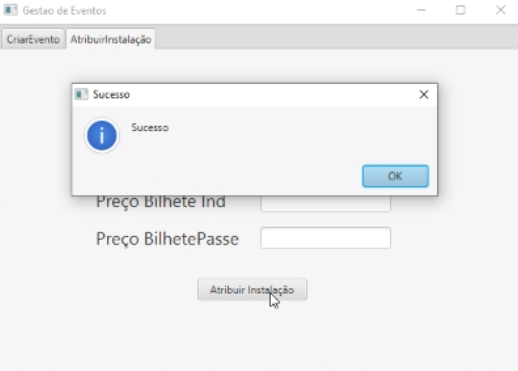 Gestao de Eventos
CriarEvento AtribuirInstalação
Sucesso
Sucesso
OK
Preço Bilhete Ind
Preço BilhetePasse
Atribuir Instalação